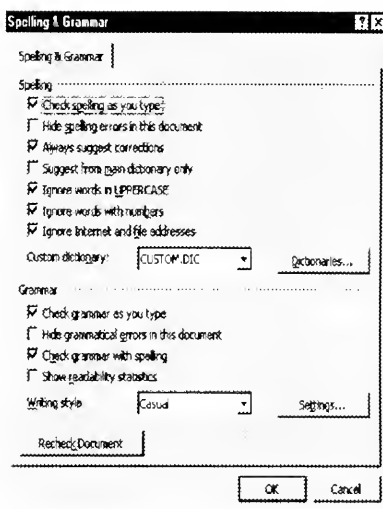 Spelling & Grammar
Spelling & Grammar
Spelling
Check spelling as you type
Hide spelling errors in this document
Always suggest corrections
Suggest from main dictionary only
Ignore words in UPPERCASE
Ignore words with numbers
Ignore Internet and file addresses
Custom dictionary: CUSTOM.DIC Dictionaries...
Grammar
Check grammar as you type
Hide grammatical errors in this document
Check grammar with spelling
Show readability statistics
Writing style Casual Settings...
Recheck Document
OK Cancel